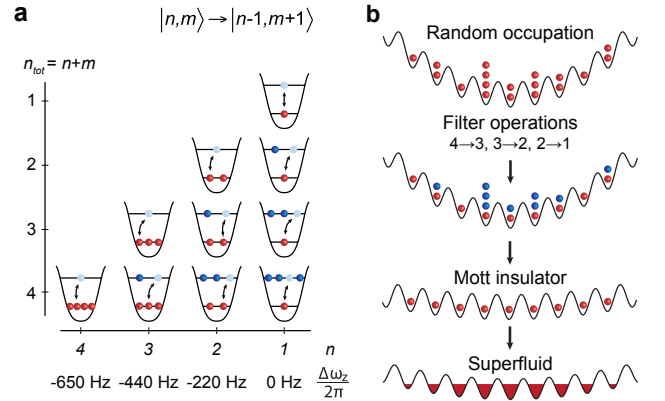 a
|n,m⟩→|n-1,m+1⟩
n_tot = n+m
1
2
3
4
4 3 2 1 n
-650 Hz -440 Hz -220 Hz 0 Hz Δω_z/2π
b
Random occupation
Filter operations
4→3, 3→2, 2→1
Mott insulator
Superfluid